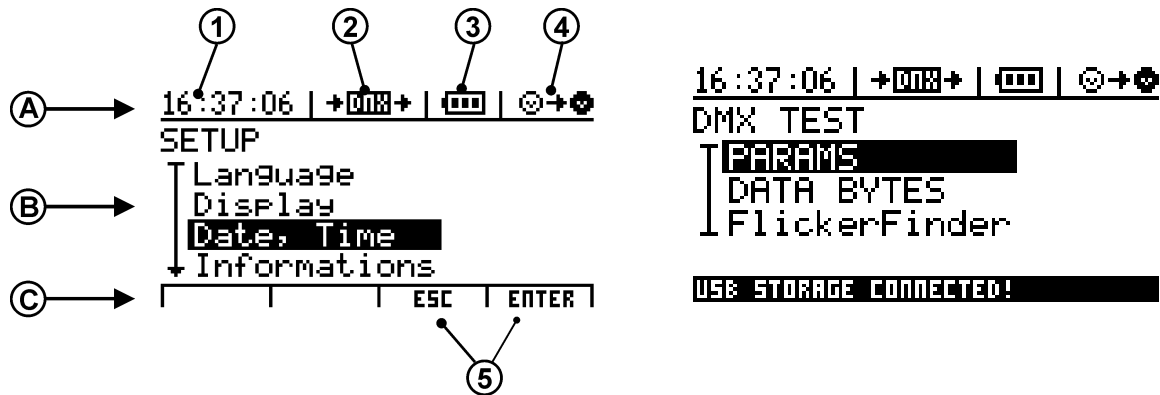 1 2 3 4
A 16:37:06 | DMX |
SETUP
Language
B Display
Date, Time
Informations
C ESC ENTER
5
16:37:06 | DMX |
DMX TEST
PARAMS
DATA BYTES
FlickerFinder
USB STORAGE CONNECTED!